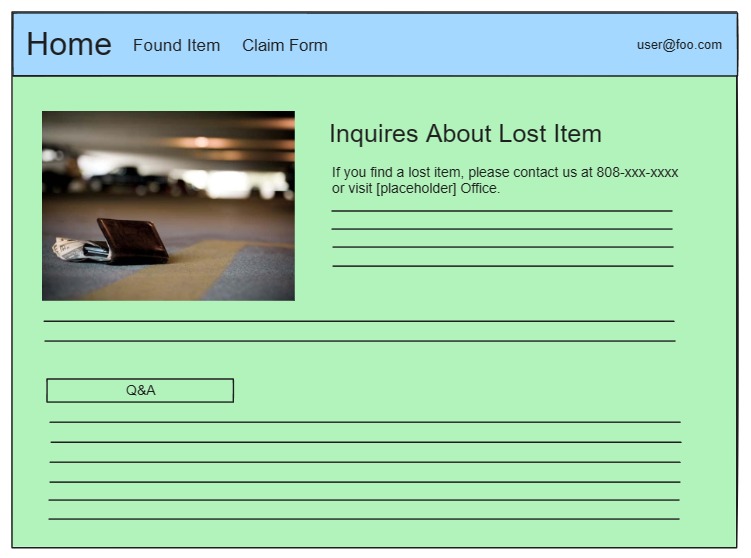 Home Found Item Claim Form user@foo.com
Inquires About Lost Item
If you find a lost item, please contact us at 808-xxx-xxxx
or visit [placeholder] Office.
Q&A